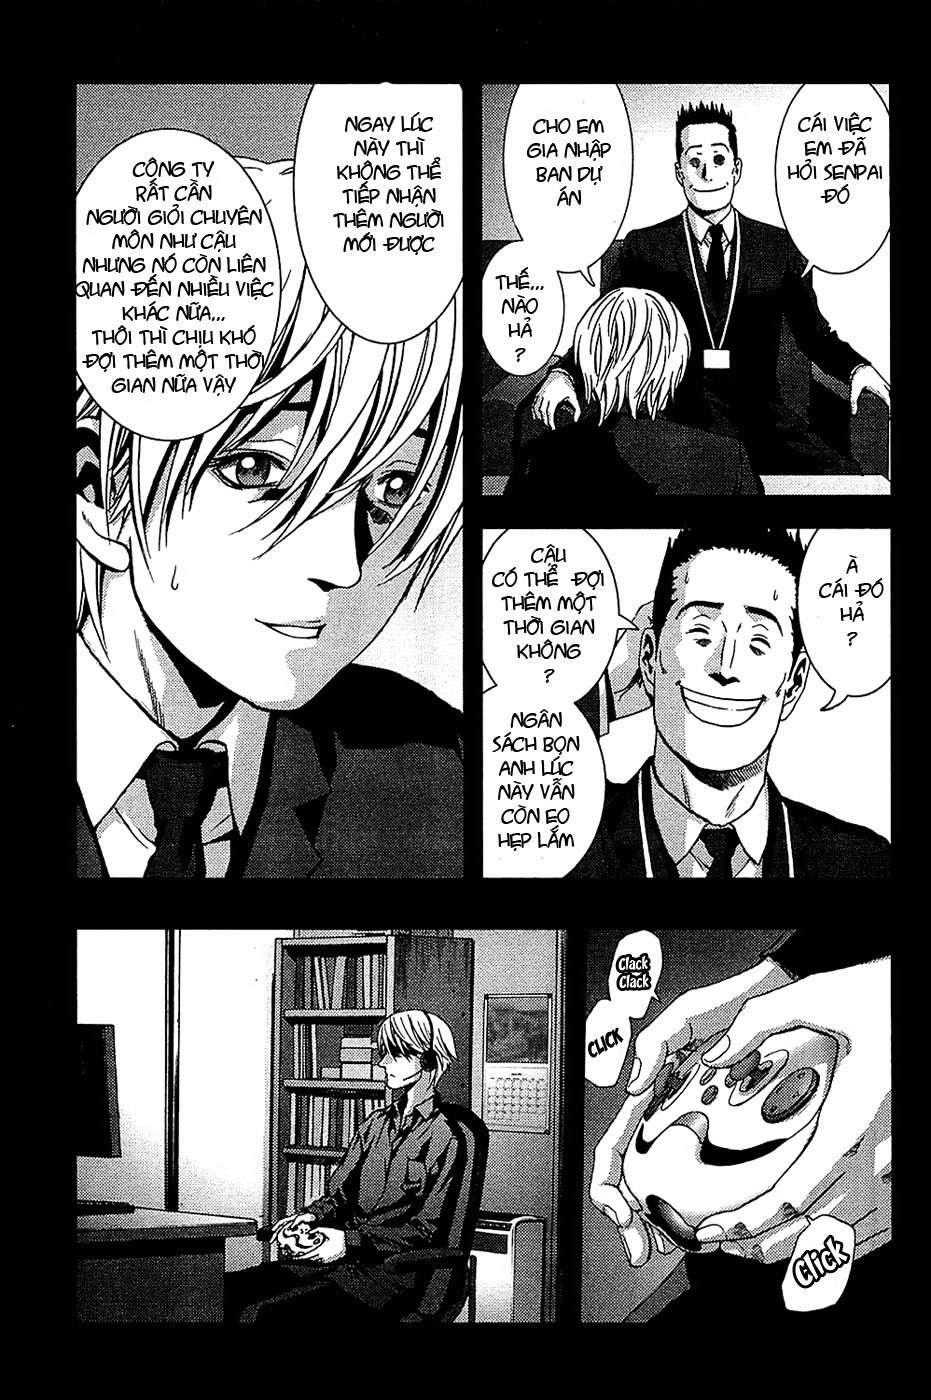 CÁI VIỆC
EM ĐÃ
HỎI SENPAI
ĐÓ
CHO EM
GIA NHẬP
BAN DỰ
ÁN
THẾ...
NÀO
HẢ
?
À
CÁI ĐÓ
HẢ
?
CẬU
CÓ THỂ ĐỢI
THÊM MỘT
THỜI GIAN
KHÔNG
?
NGÂN
SÁCH BỌN
ANH LÚC
NÀY VẪN
CÒN EO
HẸP LẮM
NGAY LÚC
NÀY THÌ
KHÔNG THỂ
TIẾP NHẬN
THÊM NGƯỜI
MỚI ĐƯỢC
CÔNG TY
RẤT CẦN
NGƯỜI GIỎI CHUYÊN
MÔN NHƯ CẬU
NHƯNG NÓ CÒN LIÊN
QUAN ĐẾN NHIỀU VIỆC
KHÁC NỮA...
THÔI THÌ CHỊU KHÓ
ĐỢI THÊM MỘT THỜI
GIAN NỮA VẬY
Clack
Clack
CLICK
Click